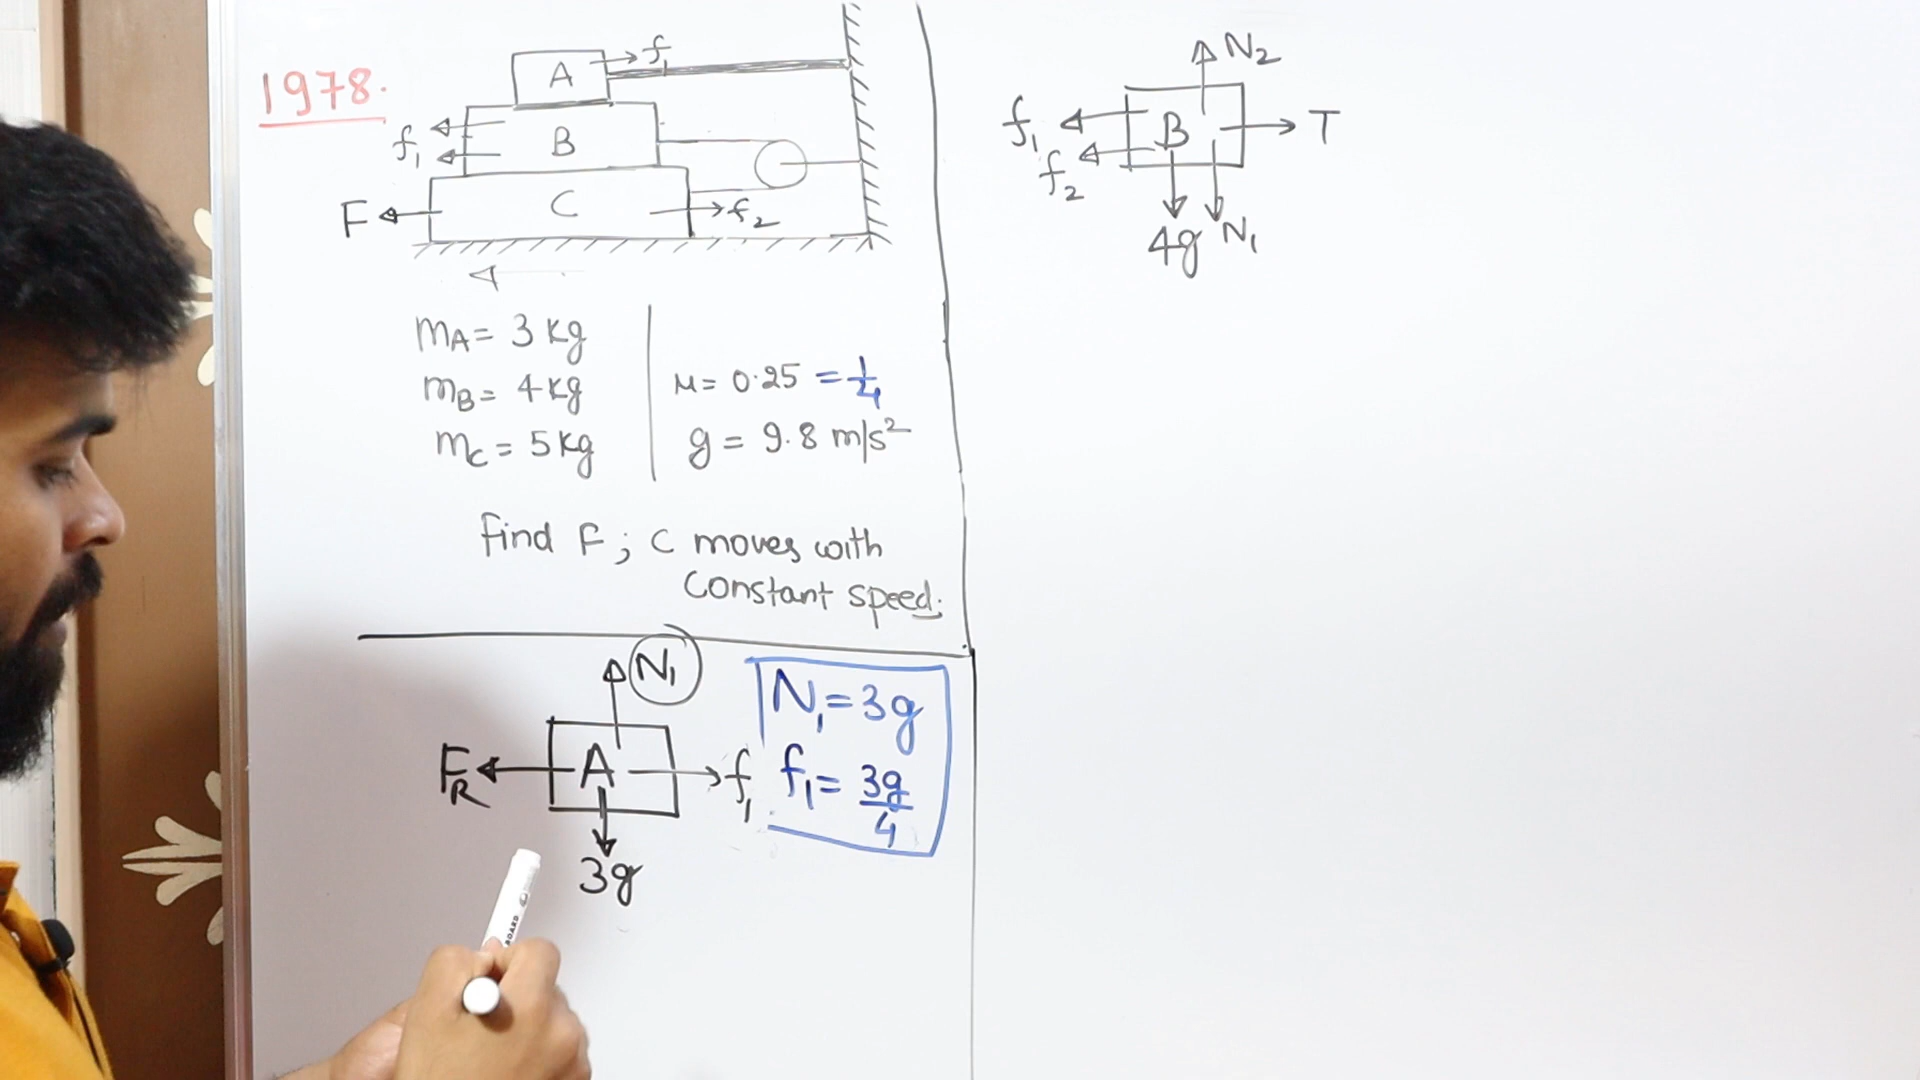 1978.
A
f₁
f₁
B
F
C
f₂
mA = 3 kg
mB = 4 kg
mC = 5 kg
μ = 0.25 = 1/4
g = 9.8 m/s²
find F ; C moves with
constant speed.
N₁
FR
A
f₁
3g
N₁ = 3g
f₁ = 3g/4
N₂
f₁
B
T
f₂
4g
N₁
BOARD